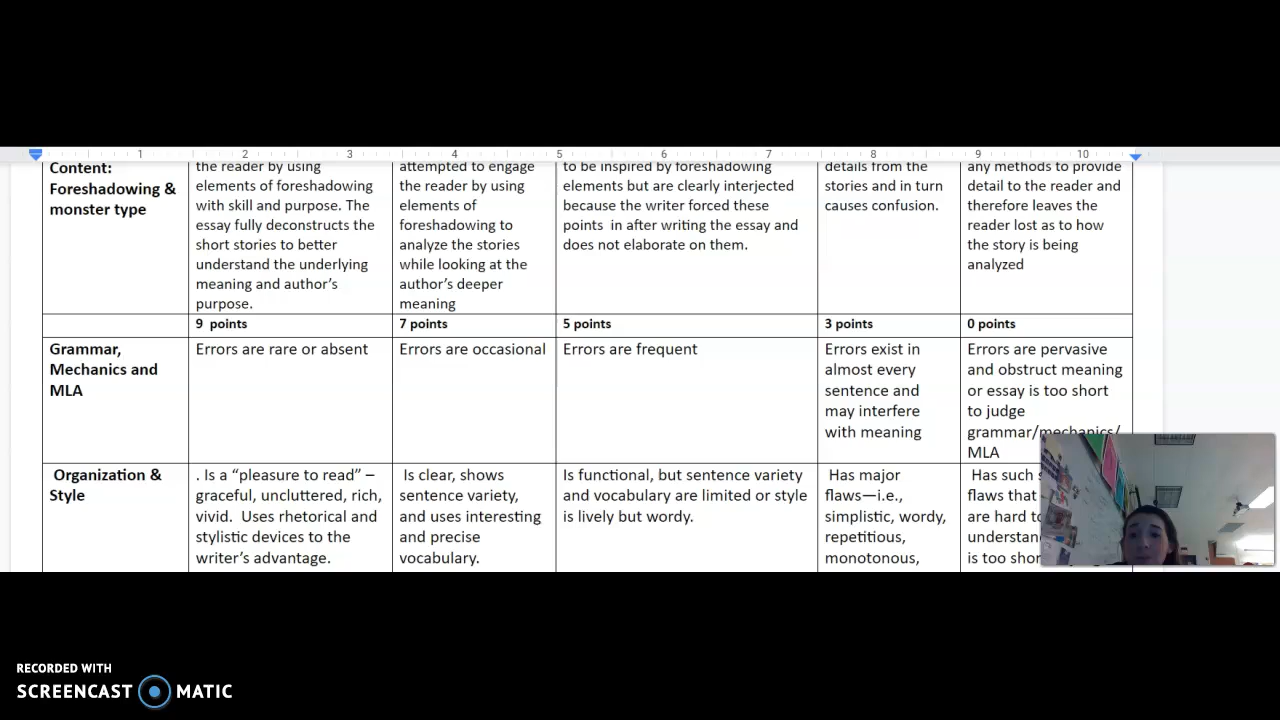 1 2 3 4 5 6 7 8 9 10
Content:
Foreshadowing &
monster type
the reader by using
elements of foreshadowing
with skill and purpose. The
essay fully deconstructs the
short stories to better
understand the underlying
meaning and author's
purpose.
attempted to engage
the reader by using
elements of
foreshadowing to
analyze the stories
while looking at the
author's deeper
meaning
to be inspired by foreshadowing
elements but are clearly interjected
because the writer forced these
points in after writing the essay and
does not elaborate on them.
details from the
stories and in turn
causes confusion.
any methods to provide
detail to the reader and
therefore leaves the
reader lost as to how
the story is being
analyzed
9 points
7 points
5 points
3 points
0 points
Grammar,
Mechanics and
MLA
Errors are rare or absent
Errors are occasional
Errors are frequent
Errors exist in
almost every
sentence and
may interfere
with meaning
Errors are pervasive
and obstruct meaning
or essay is too short
to judge
grammar/mechanics/
MLA
Organization &
Style
. Is a “pleasure to read” –
graceful, uncluttered, rich,
vivid. Uses rhetorical and
stylistic devices to the
writer's advantage.
Is clear, shows
sentence variety,
and uses interesting
and precise
vocabulary.
Is functional, but sentence variety
and vocabulary are limited or style
is lively but wordy.
Has major
flaws—i.e.,
simplistic, wordy,
repetitious,
monotonous,
Has such
flaws that
are hard
is too
RECORDED WITH
SCREENCAST MATIC